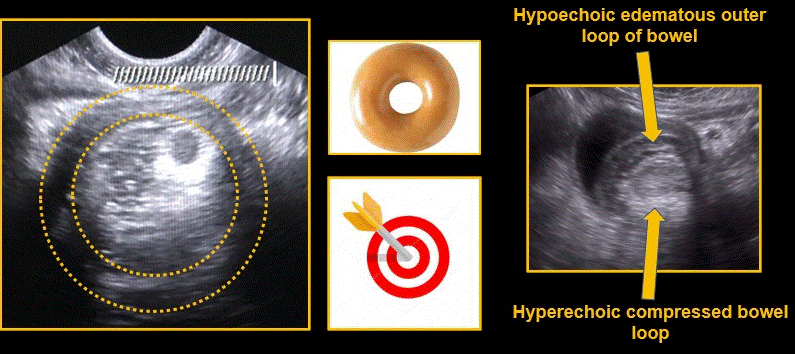 Hypoechoic edematous outer
loop of bowel
Hyperechoic compressed bowel
loop